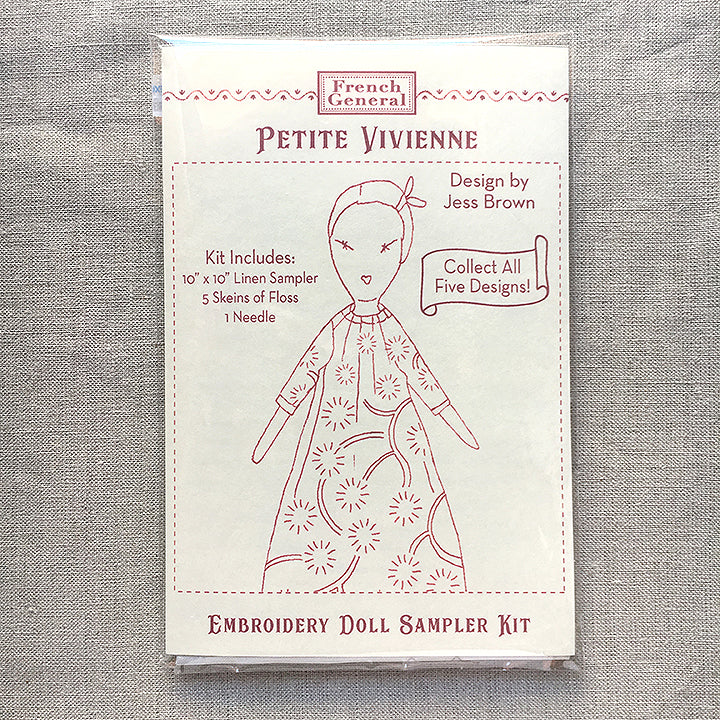 French
General
PETITE VIVIENNE
Design by
Jess Brown
Kit Includes:
10" x 10" Linen Sampler
5 Skeins of Floss
1 Needle
Collect All
Five Designs!
EMBROIDERY DOLL SAMPLER KIT